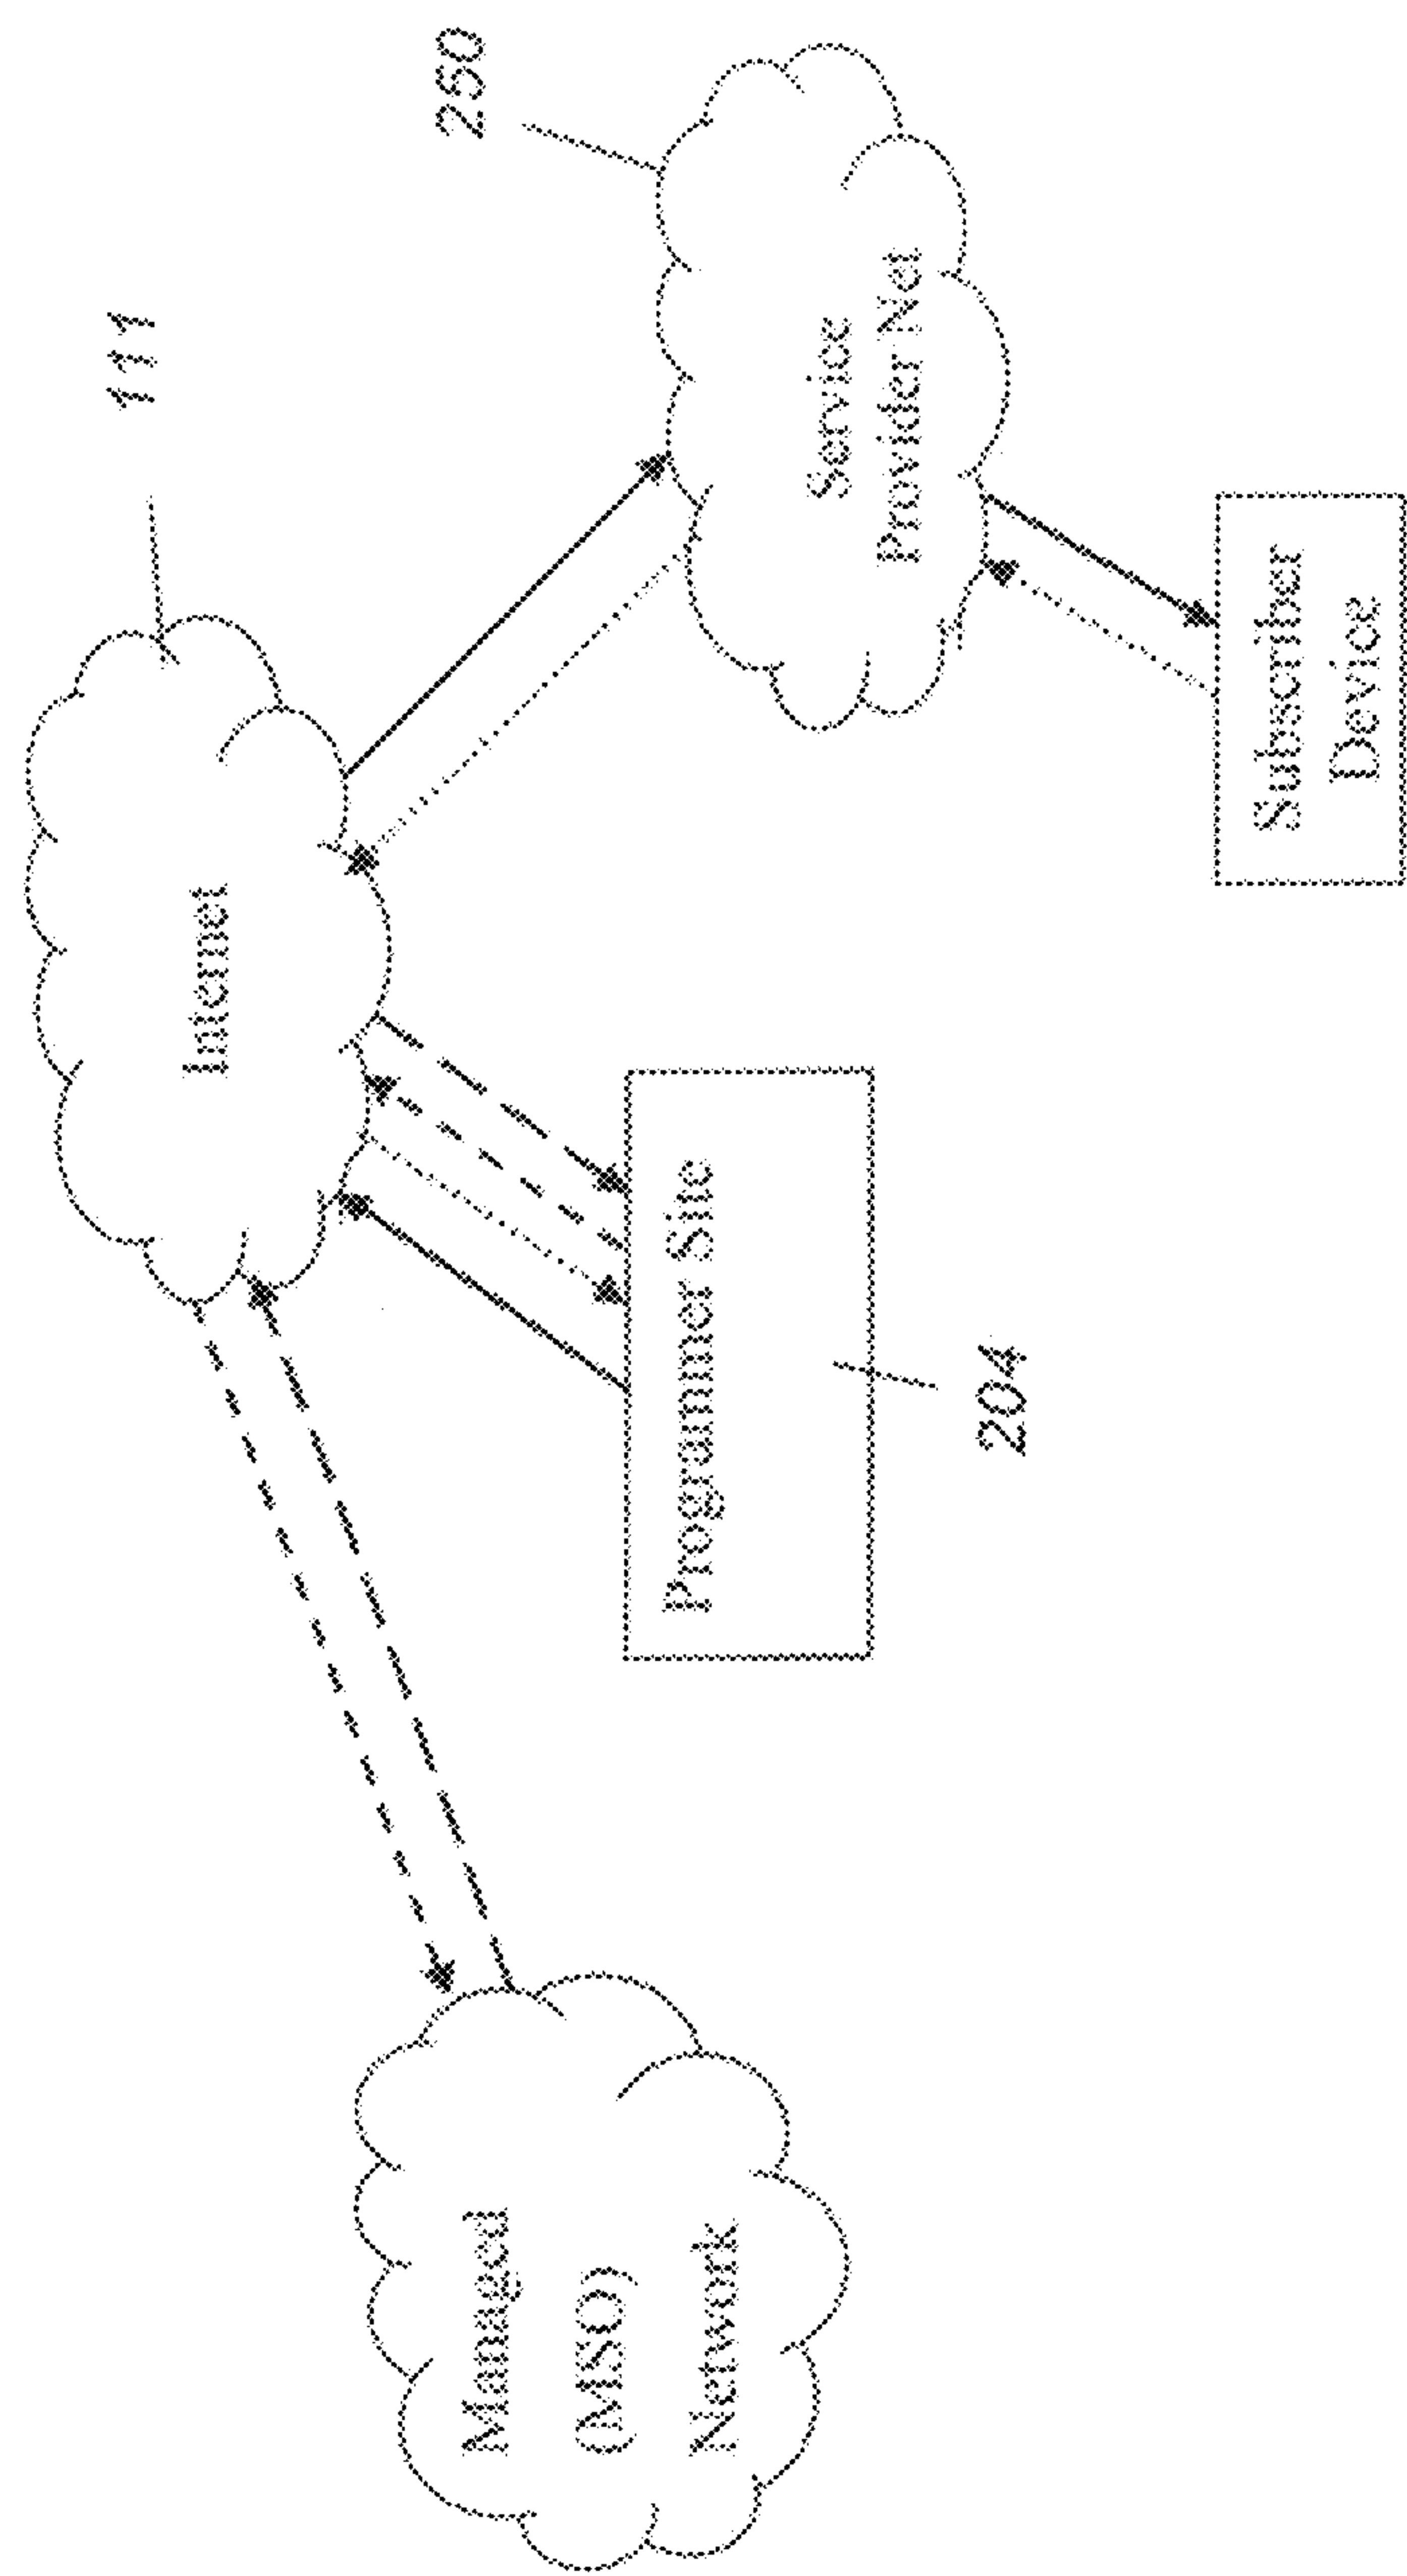 111
250
Internet
Service
Provider Net
Managed
(MSO)
Network
Programmer Site
204
Subscriber
Device